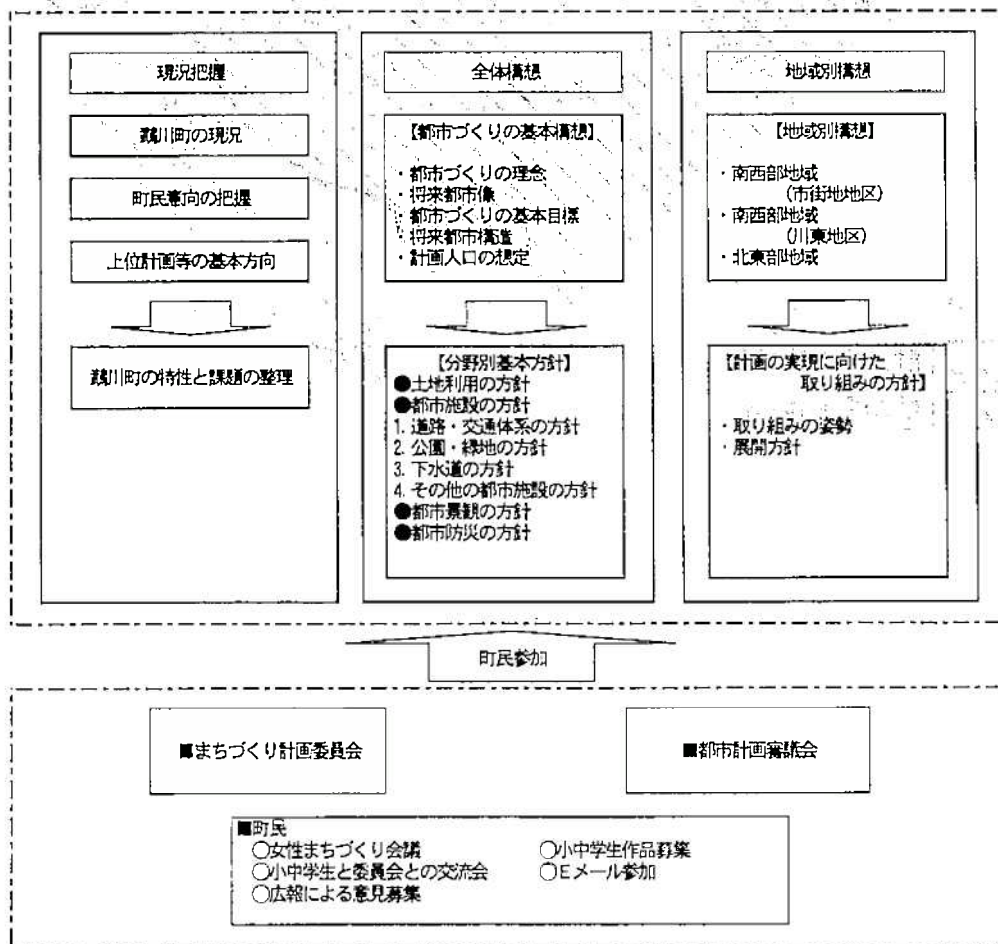 現況把握
鵡川町の現況
町民意向の把握
上位計画等の基本方向
鵡川町の特性と課題の整理
全体構想
【都市づくりの基本構想】
・都市づくりの理念
・将来都市像
・都市づくりの基本目標
・将来都市構造
・計画人口の想定
【分野別基本方針】
●土地利用の方針
●都市施設の方針
1. 道路・交通体系の方針
2. 公園・緑地の方針
3. 下水道の方針
4. その他の都市施設の方針
●都市景観の方針
●都市防災の方針
地域別構想
【地域別構想】
・南西部地域
（市街地地区）
・南西部地域
（川東地区）
・北東部地域
【計画の実現に向けた
取り組みの方針】
・取り組みの姿勢
・展開方針
町民参加
■まちづくり計画委員会
■都市計画審議会
■町民
○女性まちづくり会議
○小中学生と委員会との交流会
○広報による意見募集
○小中学生作品募集
○Eメール参加